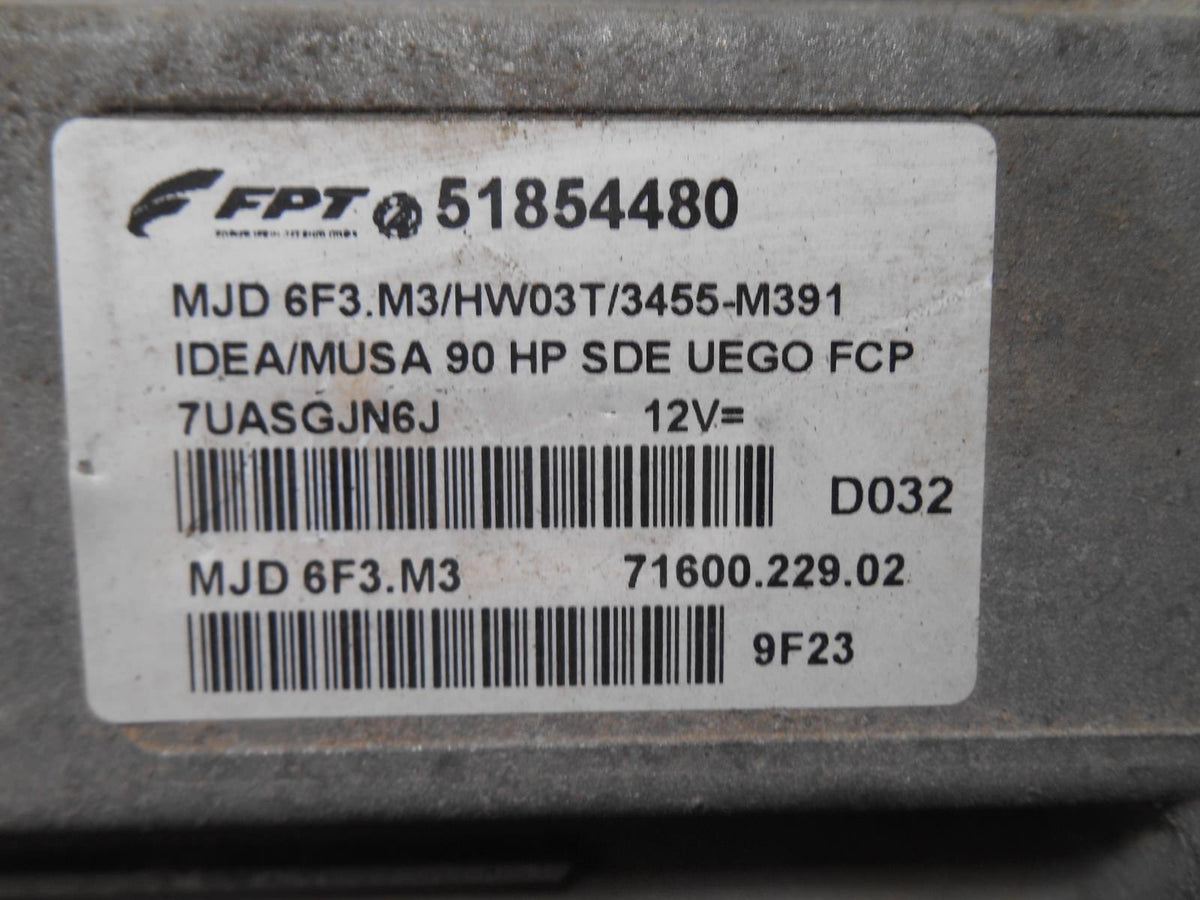 FPT 51854480
MJD 6F3.M3/HW03T/3455-M391
IDEA/MUSA 90 HP SDE UEGO FCP
7UASGJN6J 12V=
D032
MJD 6F3.M3 71600.229.02
9F23